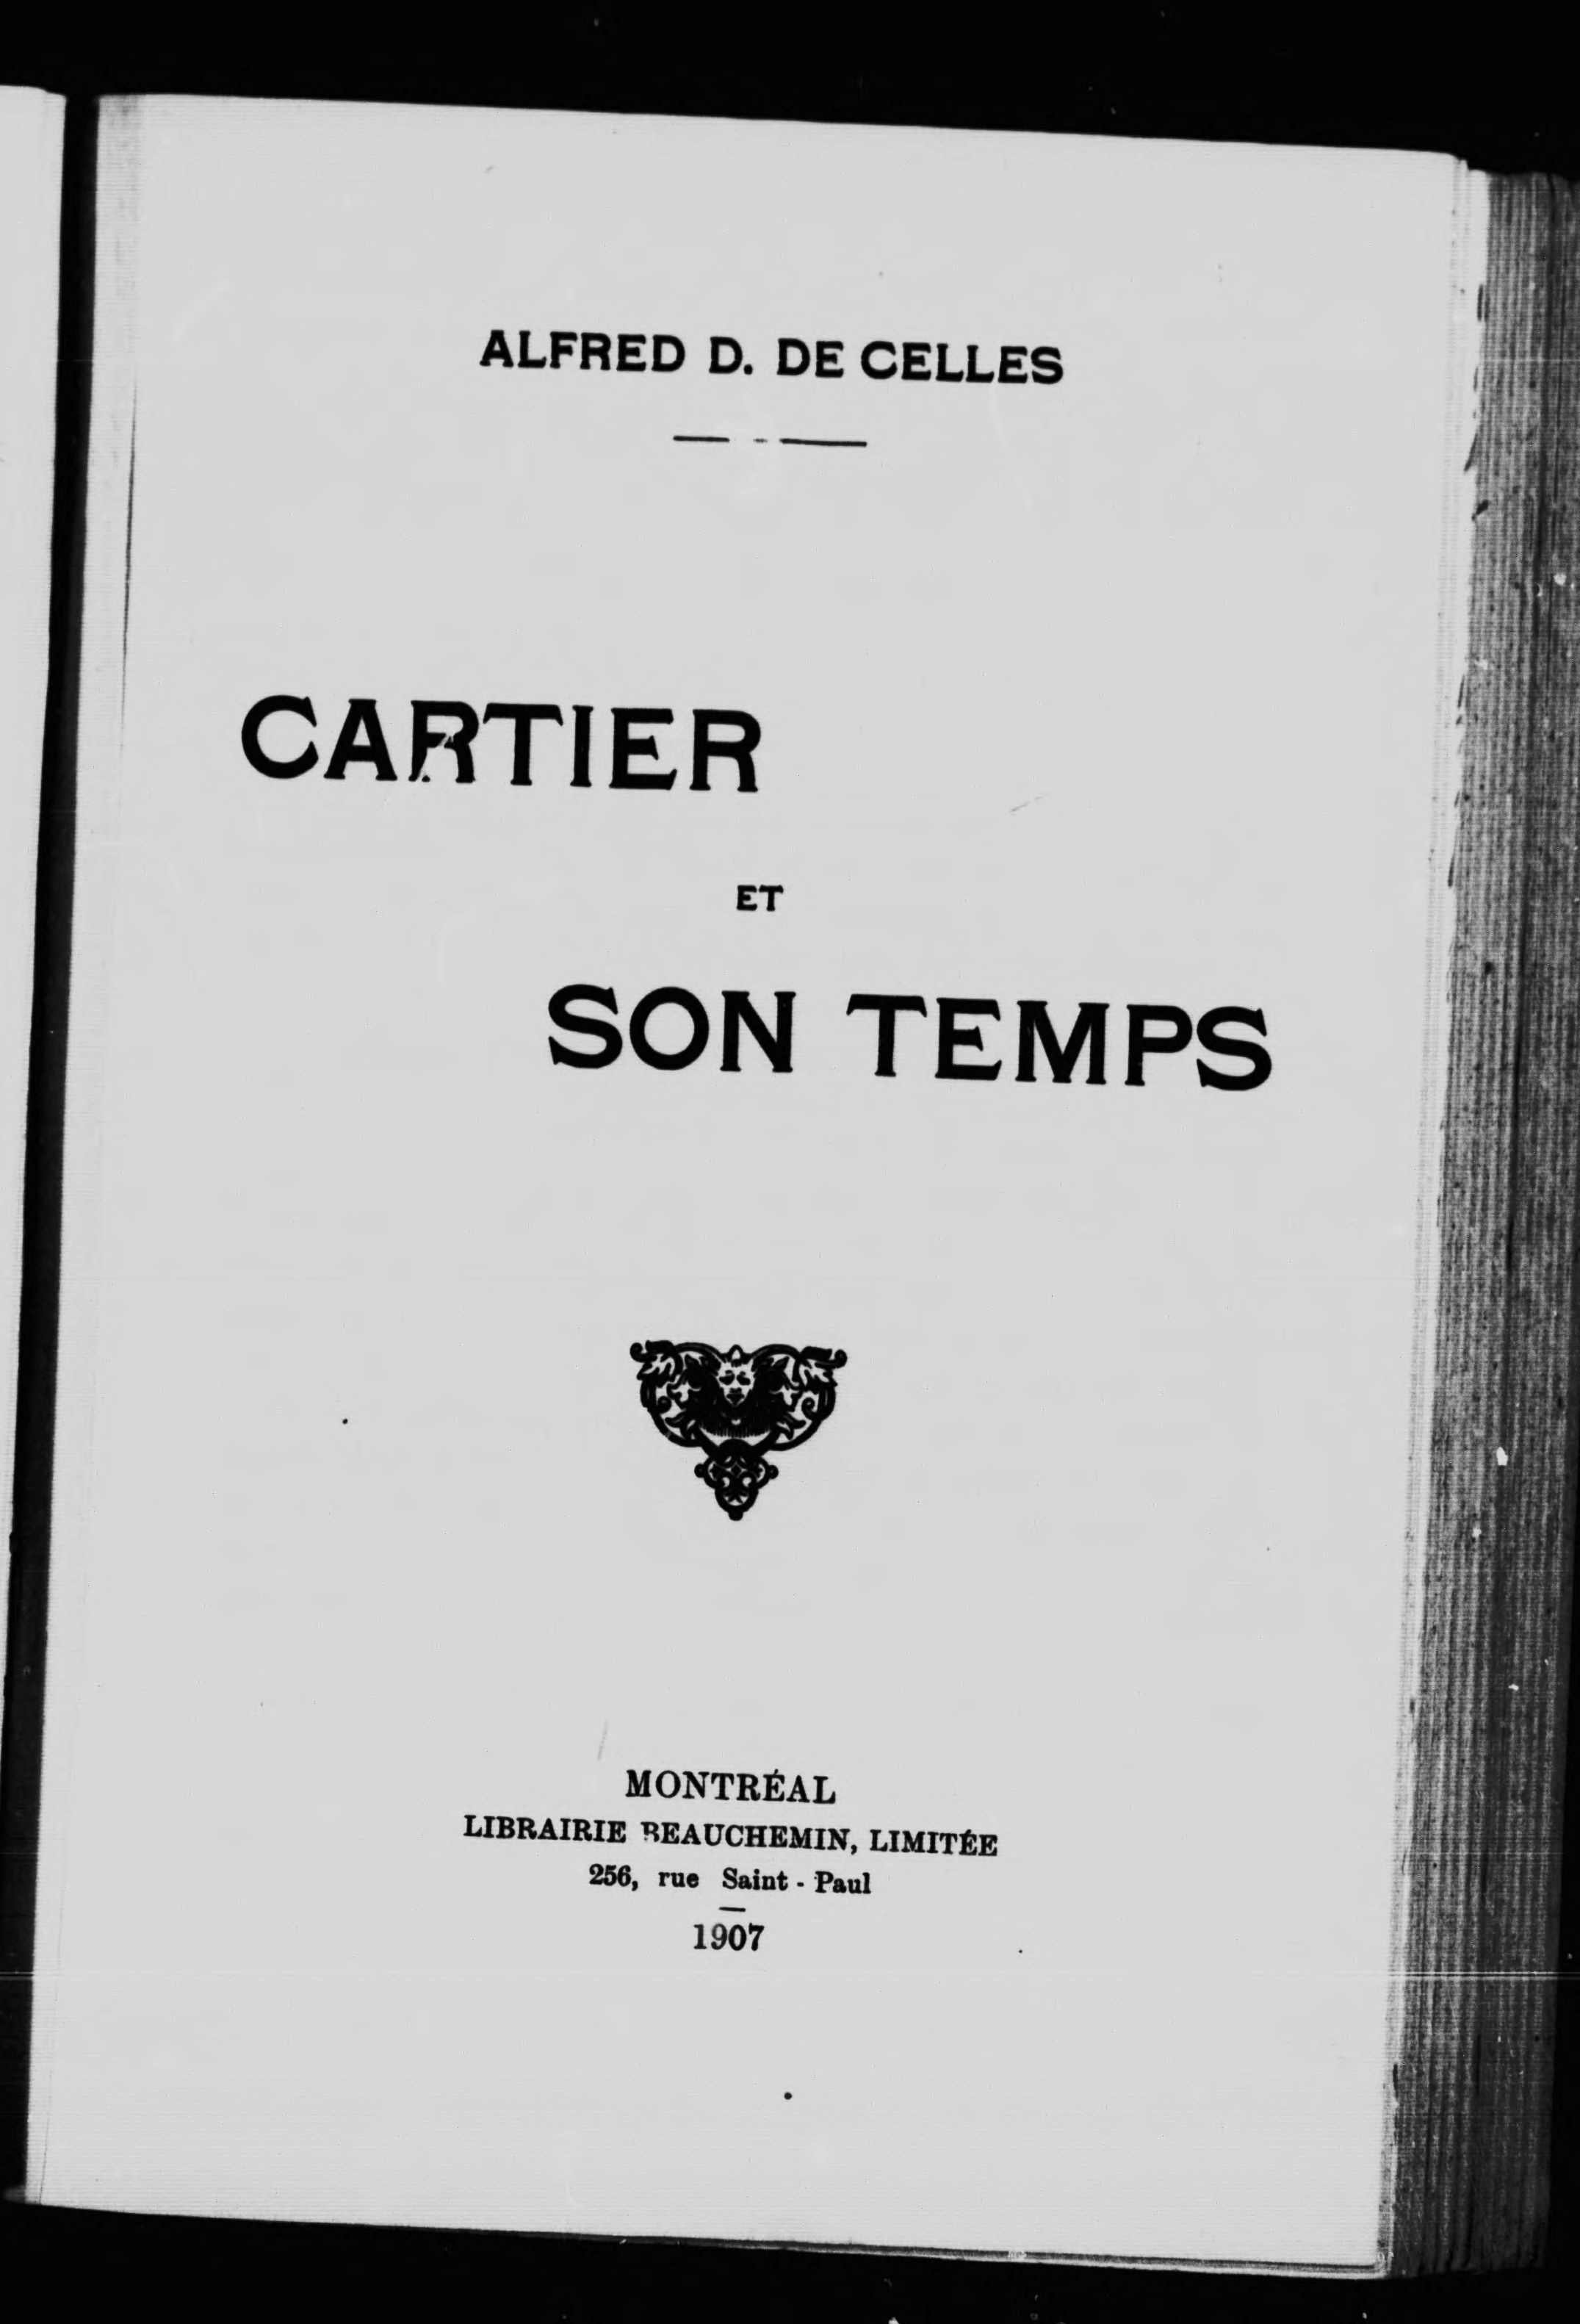 ALFRED D. DE CELLES
CARTIER
ET
SON TEMPS
MONTRÉAL
LIBRAIRIE BEAUCHEMIN, LIMITÉE
256, rue Saint - Paul
1907